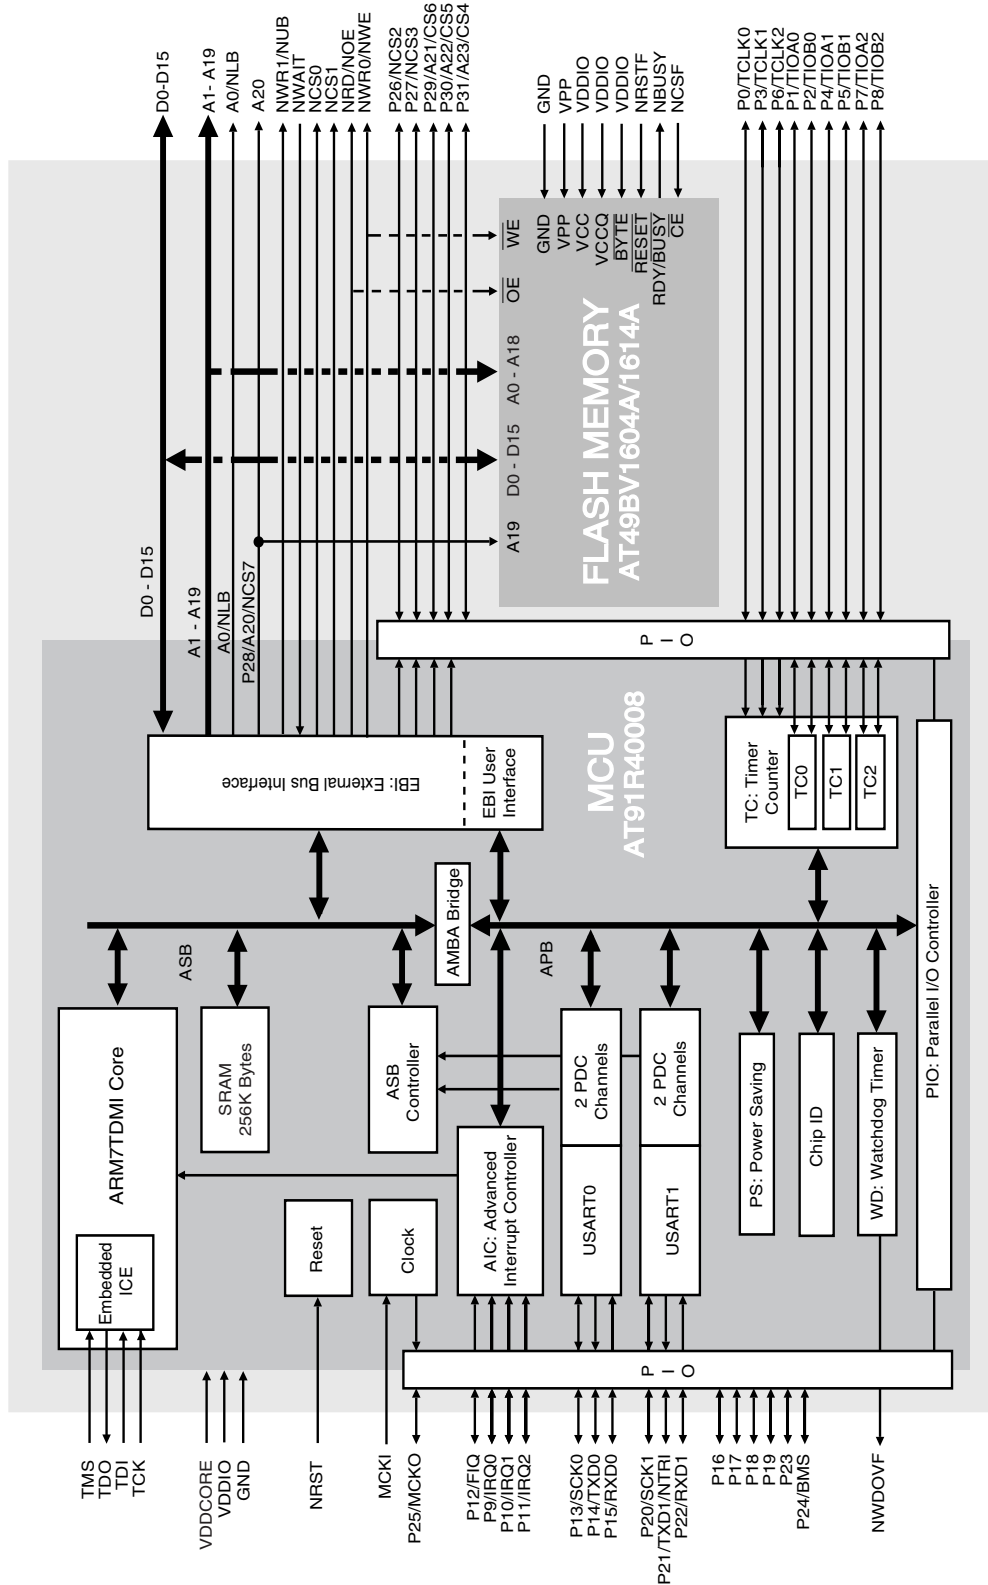 TMS
TDO
TDI
TCK
VDDCORE
VDDIO
GND
NRST
MCKI
P25/MCKO
P12/FIQ
P9/IRQ0
P10/IRQ1
P11/IRQ2
P13/SCK0
P14/TXD0
P15/RXD0
P20/SCK1
P21/TXD1/NTRI
P22/RXD1
P16
P17
P18
P19
P23
P24/BMS
NWDOVF
P
I
O
Embedded
ICE
ARM7TDMI Core
Reset
Clock
SRAM
256K Bytes
ASB
Controller
AIC: Advanced
Interrupt Controller
USART0
2 PDC
Channels
USART1
2 PDC
Channels
PS: Power Saving
Chip ID
WD: Watchdog Timer
PIO: Parallel I/O Controller
ASB
AMBA Bridge
APB
EBI: External Bus Interface
EBI User
Interface
MCU
AT91R40008
TC: Timer
Counter
TC0
TC1
TC2
P
I
O
D0 - D15
A1 - A19
A0/NLB
P28/A20/NCS7
FLASH MEMORY
AT49BV1604A/1614A
A19
D0 - D15
A0 - A18
OE
WE
GND
VPP
VCC
VCCQ
BYTE
RESET
RDY/BUSY
CE
D0-D15
A1- A19
A0/NLB
A20
NWR1/NUB
NWAIT
NCS0
NCS1
NRD/NOE
NWR0/NWE
P26/NCS2
P27/NCS3
P29/A21/CS6
P30/A22/CS5
P31/A23/CS4
GND
VPP
VDDIO
VDDIO
VDDIO
NRSTF
NBUSY
NCSF
P0/TCLK0
P3/TCLK1
P6/TCLK2
P1/TIOA0
P2/TIOB0
P4/TIOA1
P5/TIOB1
P7/TIOA2
P8/TIOB2